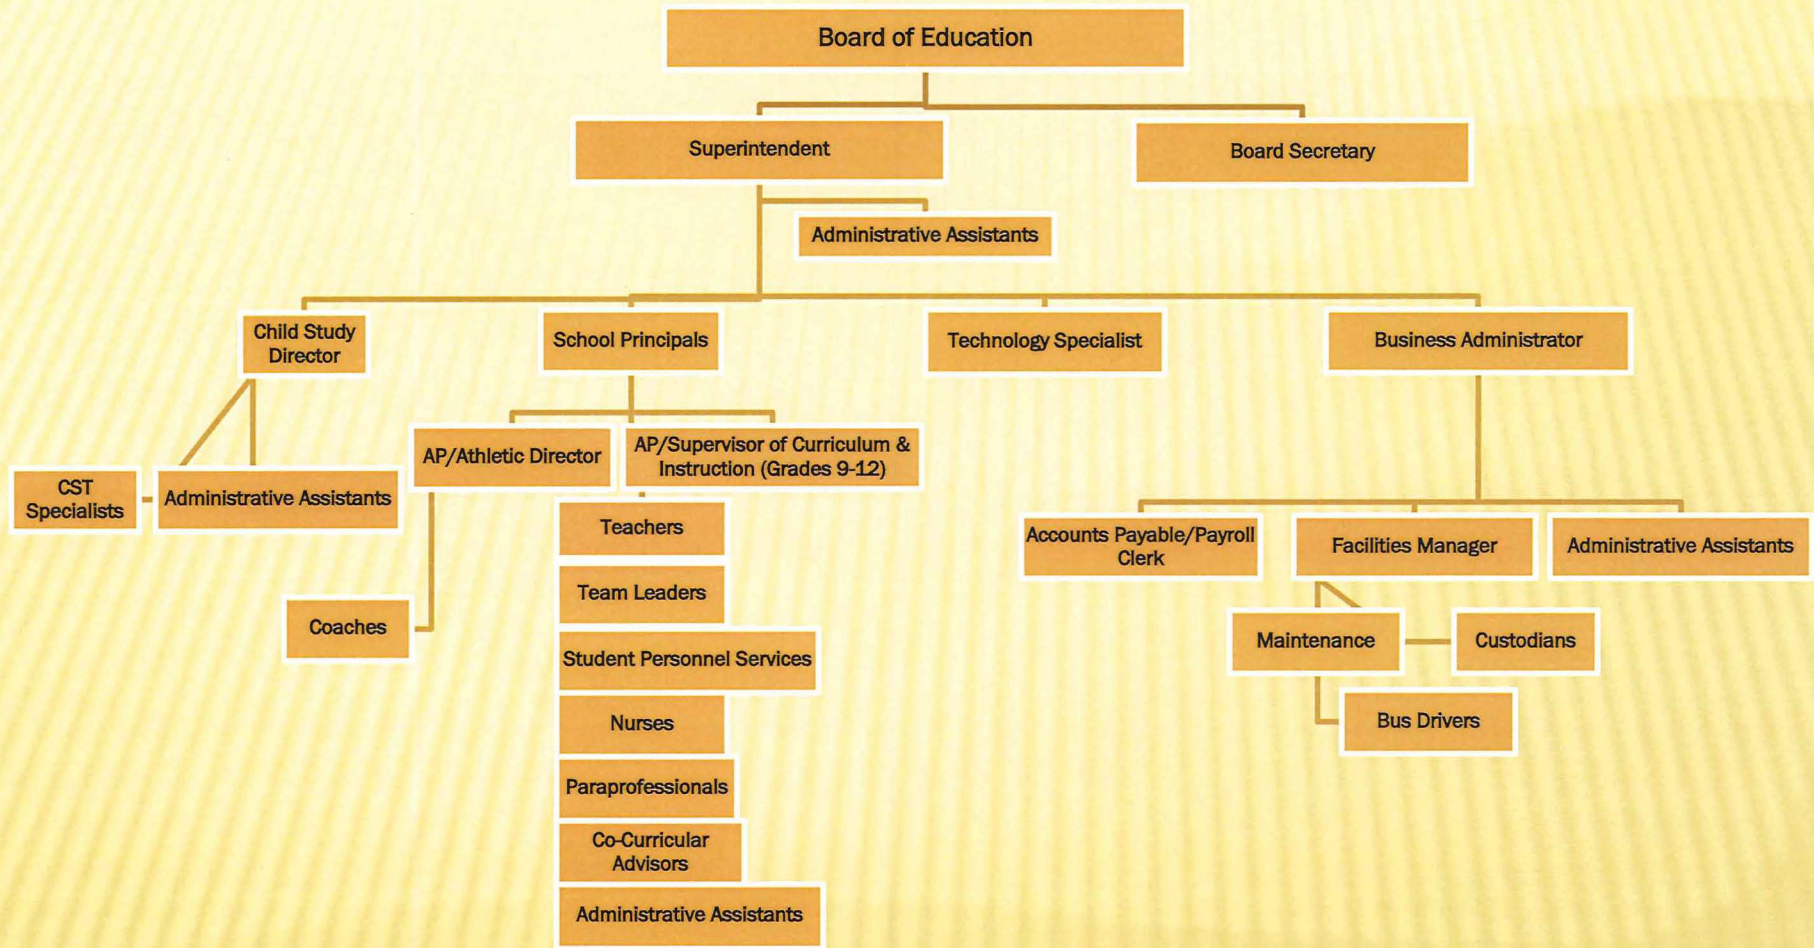 Board of Education
Superintendent
Board Secretary
Administrative Assistants
Child Study
Director
School Principals
Technology Specialist
Business Administrator
AP/Athletic Director
AP/Supervisor of Curriculum &
Instruction (Grades 9-12)
CST
Specialists
Administrative Assistants
Teachers
Accounts Payable/Payroll
Clerk
Facilities Manager
Administrative Assistants
Team Leaders
Coaches
Maintenance
Custodians
Student Personnel Services
Nurses
Bus Drivers
Paraprofessionals
Co-Curricular
Advisors
Administrative Assistants